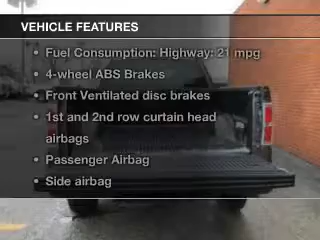 VEHICLE FEATURES
• Fuel Consumption: Highway: 21 mpg
• 4-wheel ABS Brakes
• Front Ventilated disc brakes
• 1st and 2nd row curtain head
airbags
• Passenger Airbag
• Side airbag